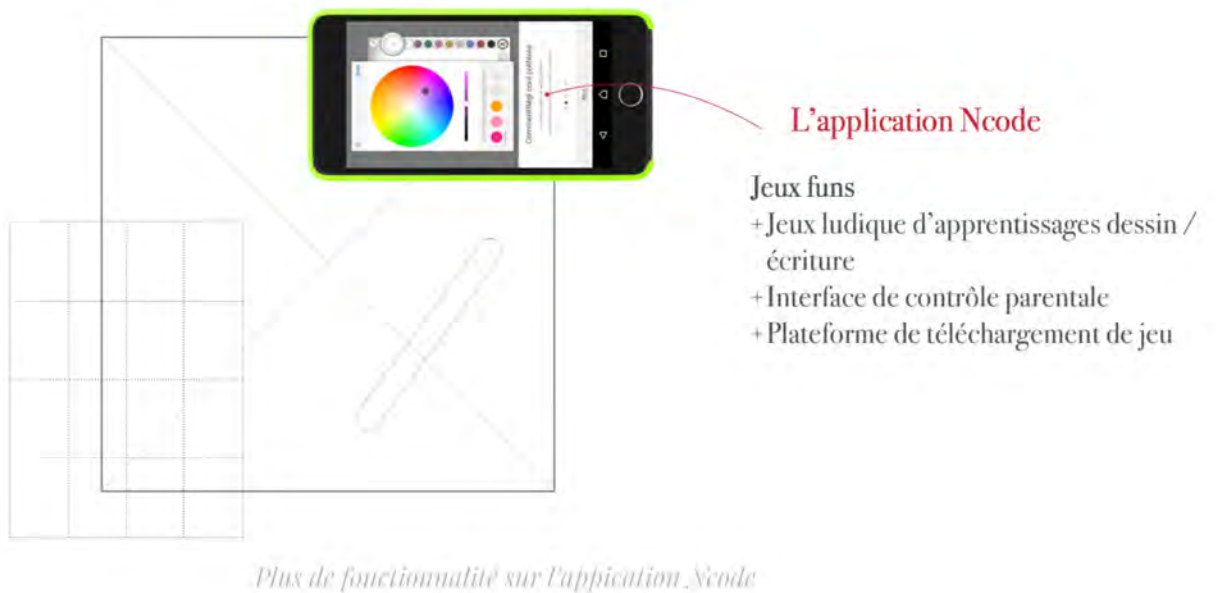 L'application Ncode
Jeux funs
+Jeux ludique d'apprentissages dessin /
écriture
+Interface de contrôle parentale
+Plateforme de téléchargement de jeu
Plus de fonctionnalité sur l'appication Ncode